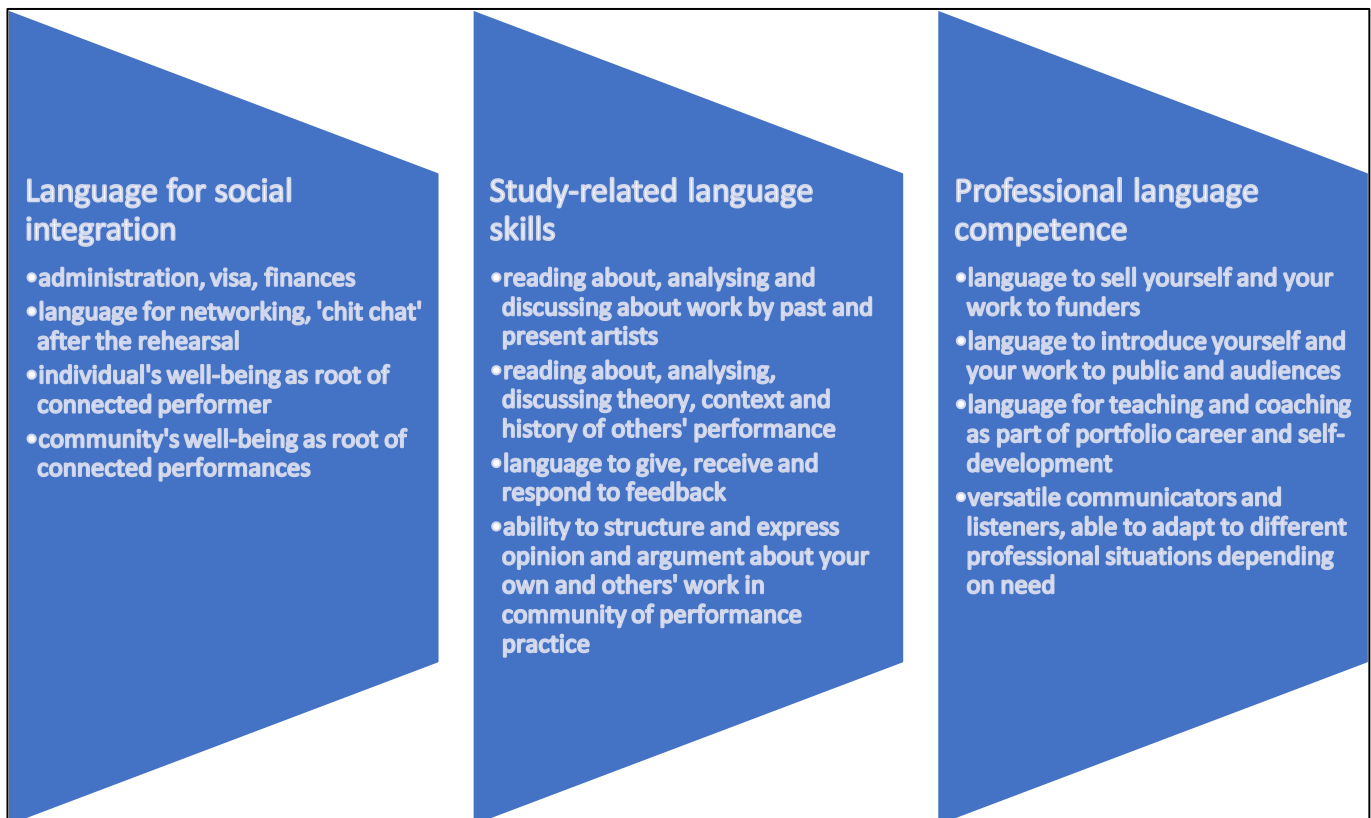 Language for social
integration
•administration, visa, finances
•language for networking, 'chit chat'
after the rehearsal
•individual's well-being as root of
connected performer
•community's well-being as root of
connected performances
Study-related language
skills
•reading about, analysing and
discussing about work by past and
present artists
•reading about, analysing,
discussing theory, context and
history of others' performance
•language to give, receive and
respond to feedback
•ability to structure and express
opinion and argument about your
own and others' work in
community of performance
practice
Professional language
competence
•language to sell yourself and your
work to funders
•language to introduce yourself and
your work to public and audiences
•language for teaching and coaching
as part of portfolio career and self-
development
•versatile communicators and
listeners, able to adapt to different
professional situations depending
on need